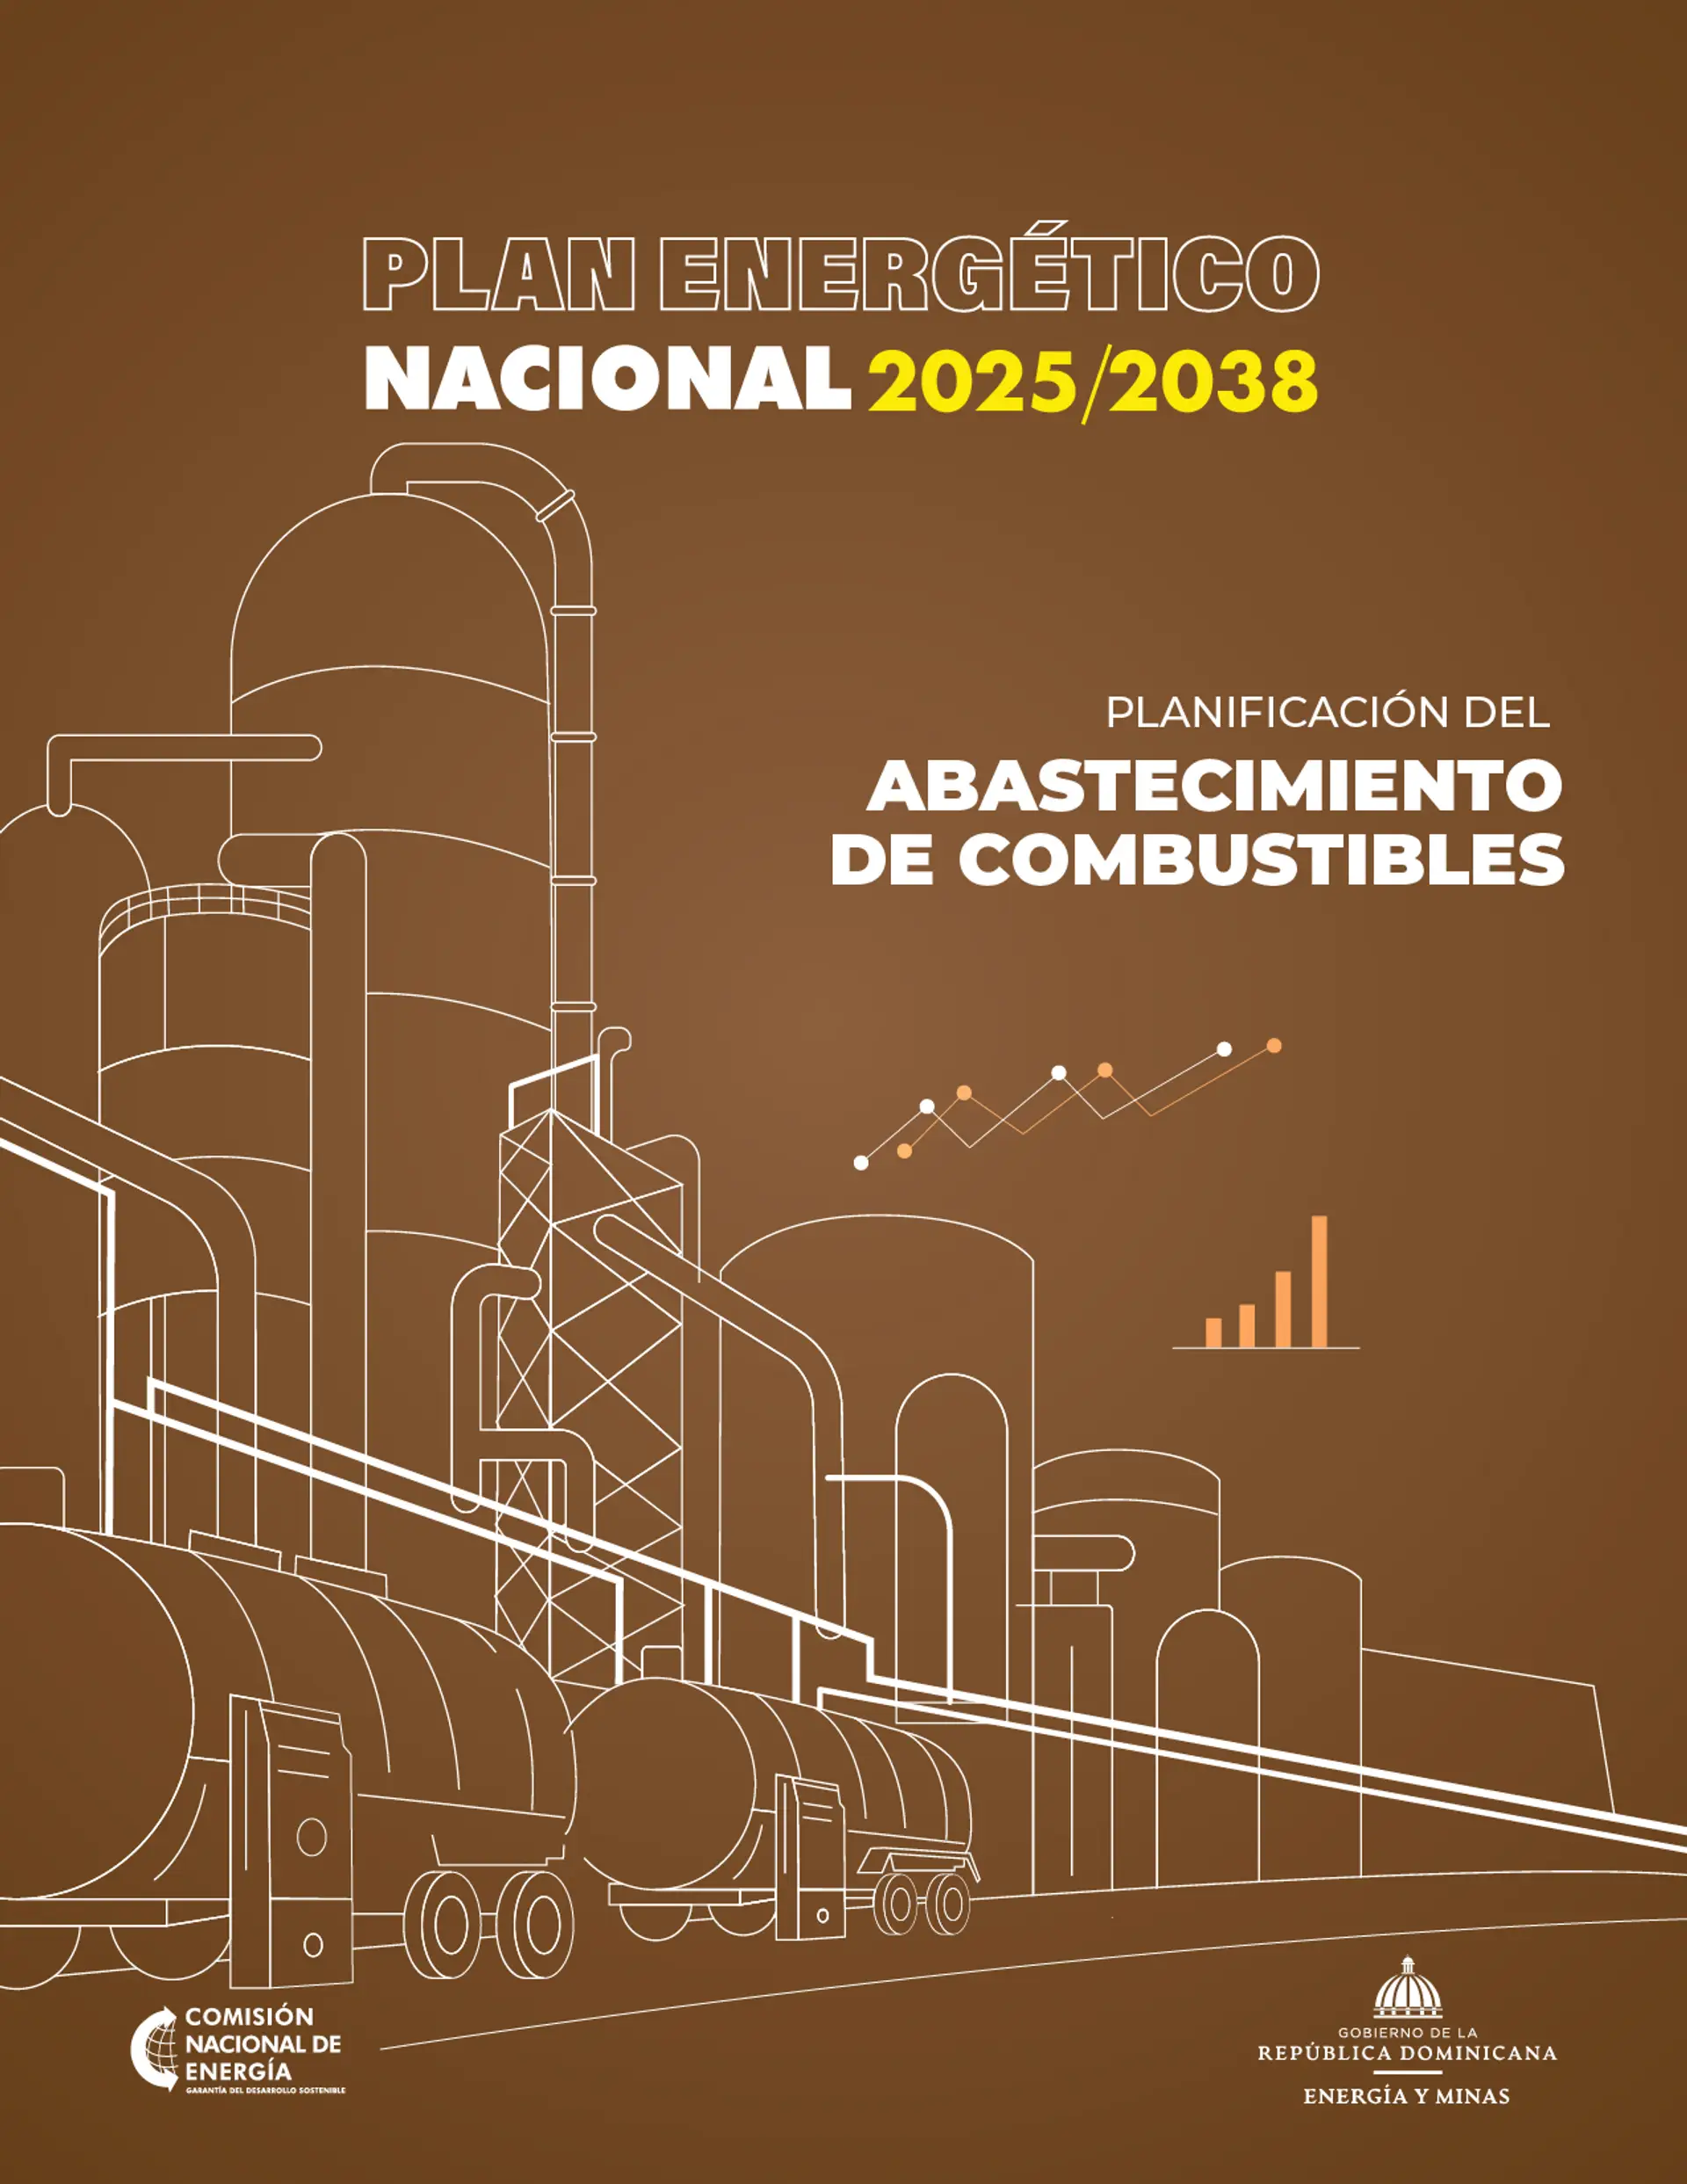 PLAN ENERGÉTICO
NACIONAL 2025/2038
PLANIFICACIÓN DEL
ABASTECIMIENTO
DE COMBUSTIBLES
COMISIÓN
NACIONAL DE
ENERGÍA
GARANTÍA DEL DESARROLLO SOSTENIBLE
GOBIERNO DE LA
REPÚBLICA DOMINICANA
ENERGÍA Y MINAS